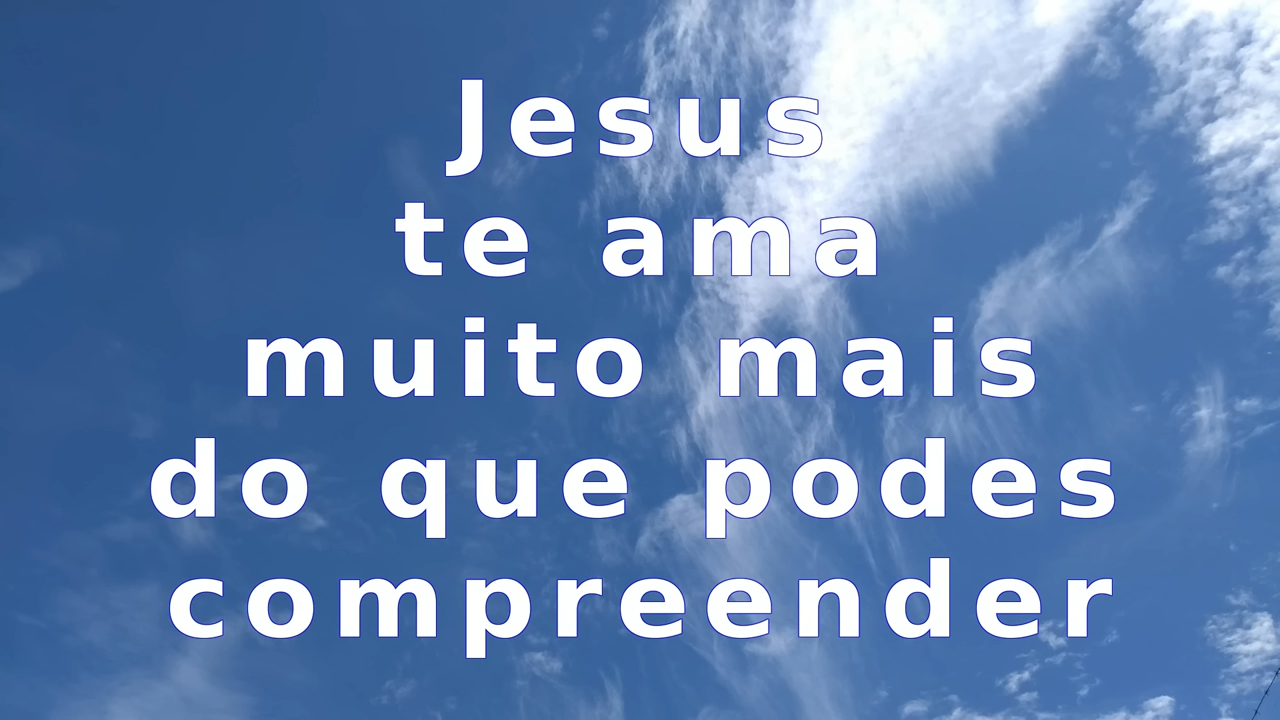 Jesus
te ama
muito mais
do que podes
compreender